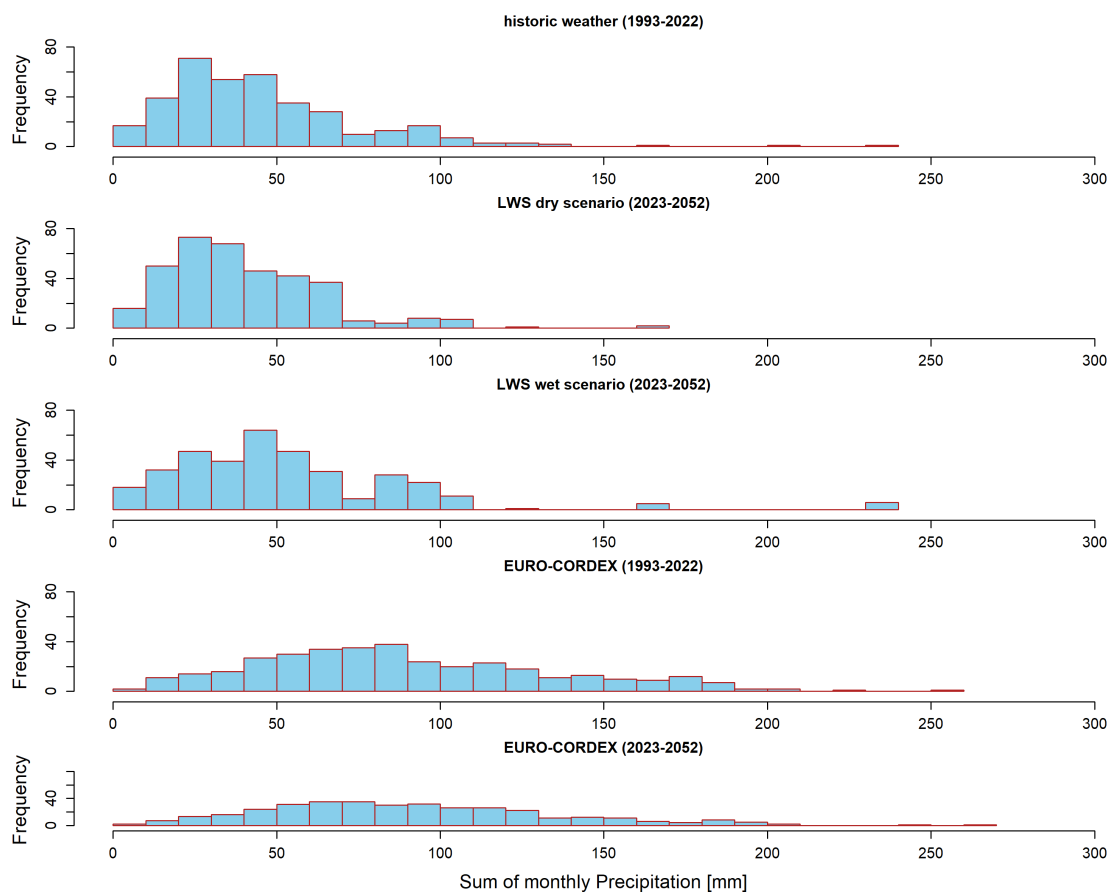 historic weather (1993-2022)
Frequency
0 40 80
0 50 100 150 200 250 300
LWS dry scenario (2023-2052)
Frequency
0 40 80
0 50 100 150 200 250 300
LWS wet scenario (2023-2052)
Frequency
0 40 80
0 50 100 150 200 250 300
EURO-CORDEX (1993-2022)
Frequency
0 40 80
0 50 100 150 200 250 300
EURO-CORDEX (2023-2052)
Frequency
0 40
0 50 100 150 200 250 300
Sum of monthly Precipitation [mm]